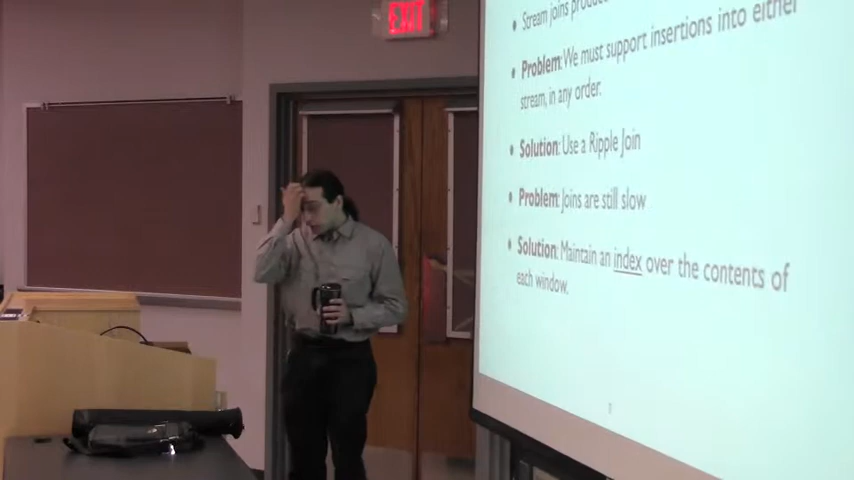 EXIT
Stream joins
Problem: We must support insertions into either
stream, in any order.
Solution: Use a Ripple Join
Problem: Joins are still slow
Solution: Maintain an index over the contents of
each window.